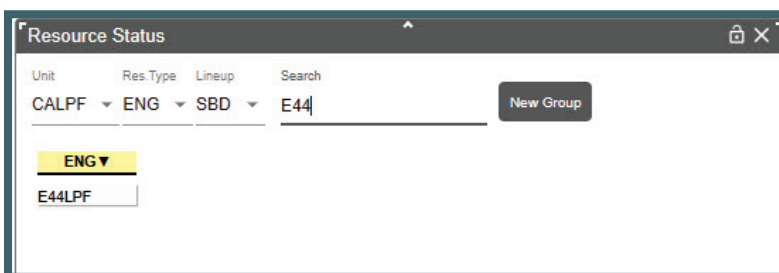 Resource Status
Unit Res.Type Lineup Search
CALPF ENG SBD E44 New Group
ENG▼
E44LPF